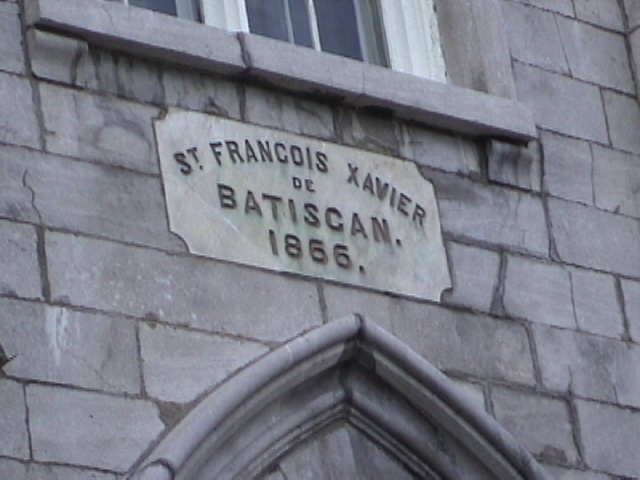 ST. FRANCOIS XAVIER
DE
BATISCAN.
1866.